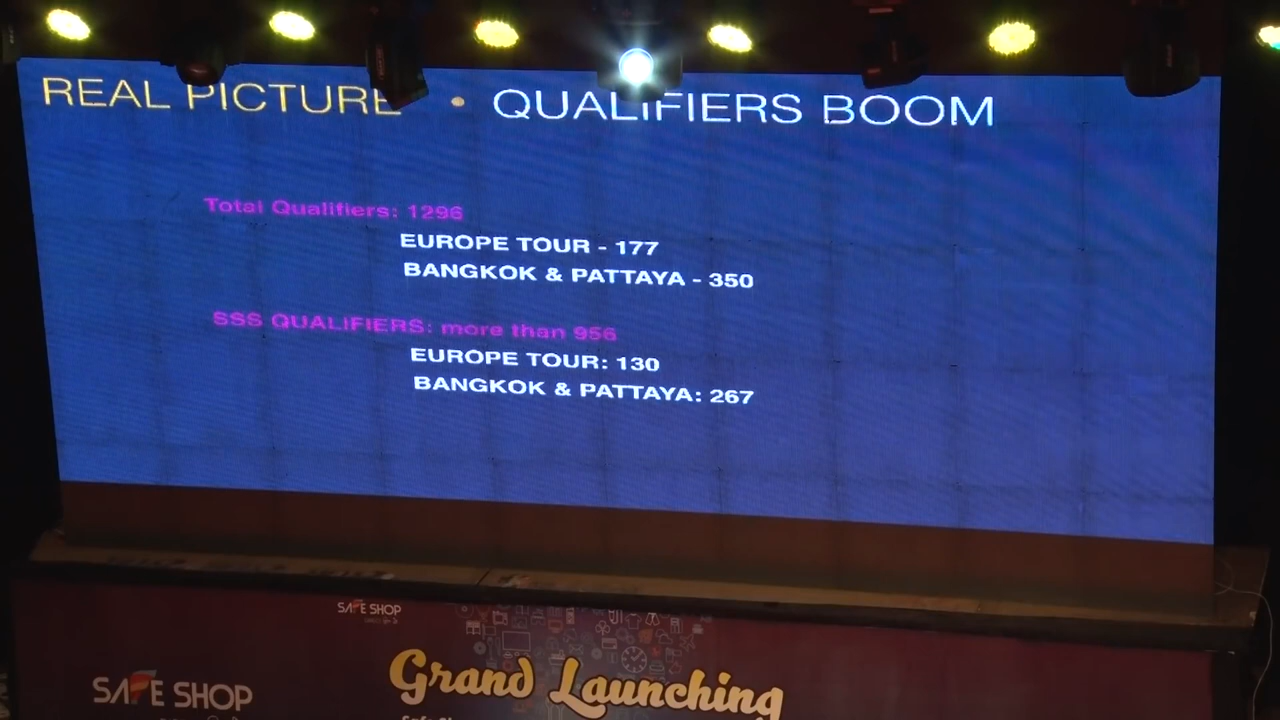 REAL PICTURE • QUALIFIERS BOOM
Total Qualifiers: 1296
EUROPE TOUR - 177
BANGKOK & PATTAYA - 350
SSS QUALIFIERS: more than 956
EUROPE TOUR: 130
BANGKOK & PATTAYA: 267
SAFE SHOP
SAFE SHOP
Grand Launching